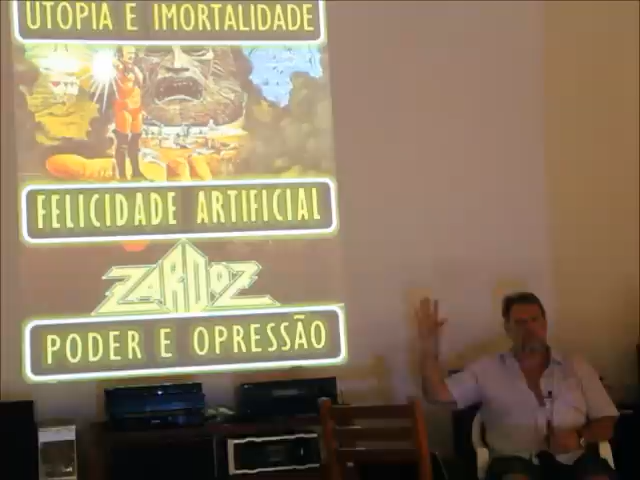 UTOPIA E IMORTALIDADE
FELICIDADE ARTIFICIAL
ZARDOZ
PODER E OPRESSÃO